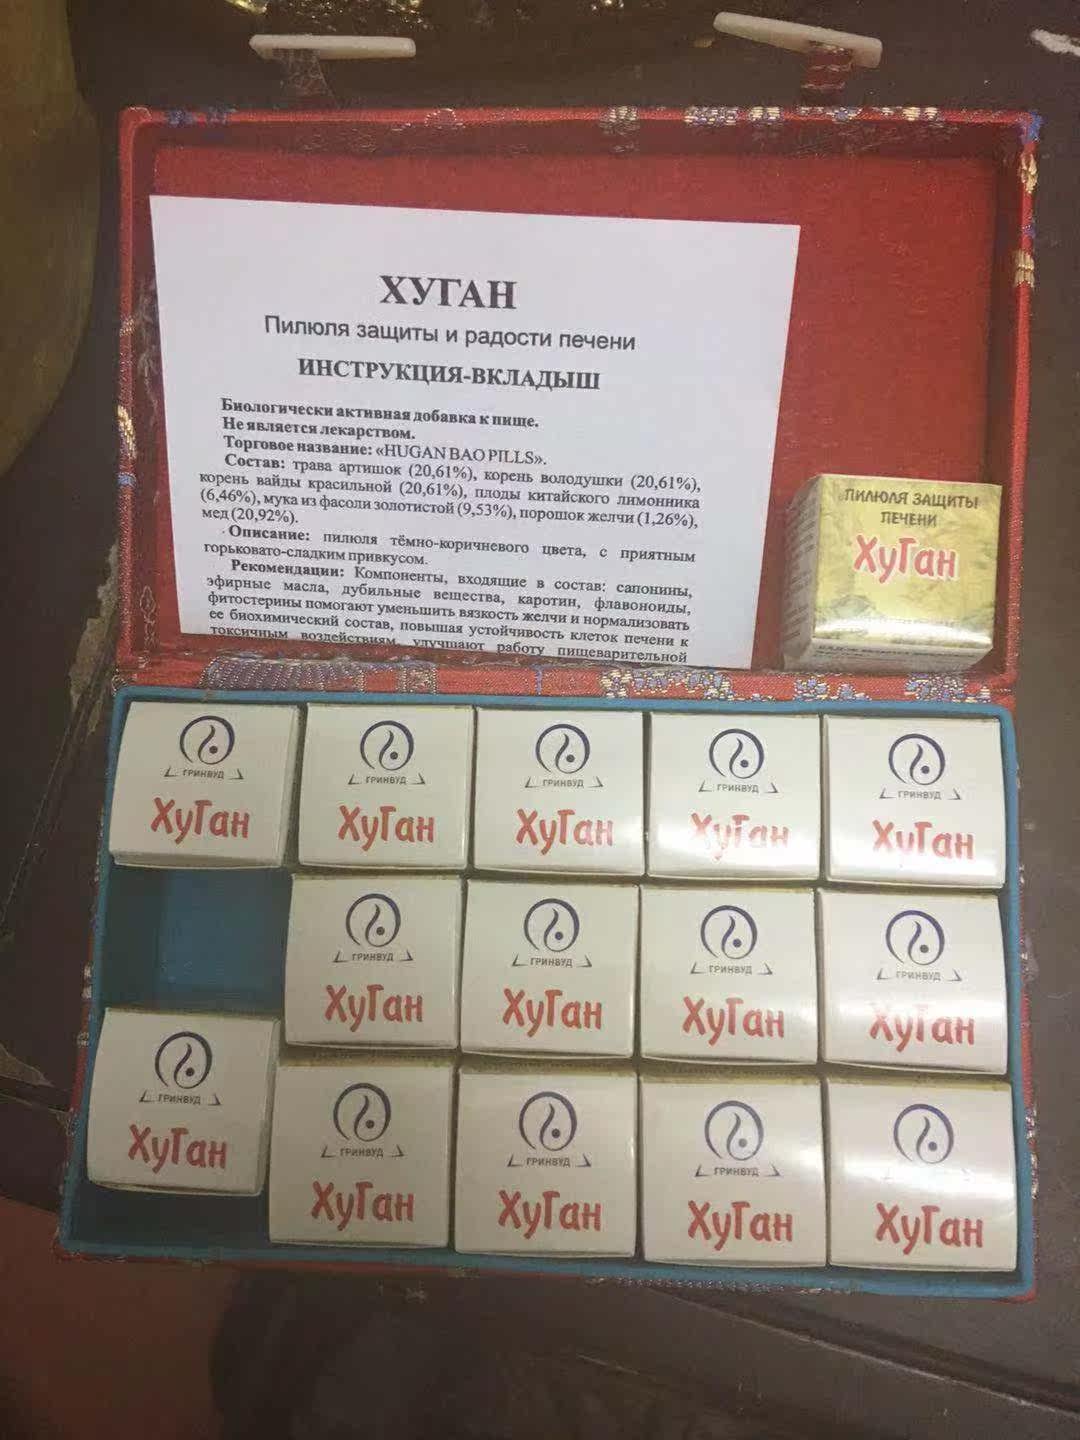 ХУГАН
Пилюля защиты и радости печени
ИНСТРУКЦИЯ-ВКЛАДЫШ
Биологически активная добавка к пище.
Не является лекарством.
Торговое название: «HUGAN BAO PILLS».
Состав: трава артишок (20,61%), корень володушки (20,61%),
корень вайды красильной (20,61%), плоды китайского лимонника
(6,46%), мука из фасоли золотистой (9,53%), порошок желчи (1,26%),
мед (20,92%).
Описание: пилюля тёмно-коричневого цвета, с приятным
горьковато-сладким привкусом.
Рекомендации: Компоненты, входящие в состав: сапонины,
эфирные масла, дубильные вещества, каротин, флавоноиды,
фитостерины помогают уменьшить вязкость желчи и нормализовать
ее биохимический состав, повышая устойчивость клеток печени к
токсичным воздействиям, улучшают работу пищеварительной
ПИЛЮЛЯ ЗАЩИТЫ
ПЕЧЕНИ
ХуГан
ГРИНВУД
ХуГан
ГРИНВУД
ХуГан
ГРИНВУД
ХуГан
ГРИНВУД
ХуГан
ГРИНВУД
ХуГан
ГРИНВУД
ХуГан
ГРИНВУД
ХуГан
ГРИНВУД
ХуГан
ГРИНВУД
ХуГан
ГРИНВУД
ХуГан
ГРИНВУД
ХуГан
ГРИНВУД
ХуГан
ГРИНВУД
ХуГан
ГРИНВУД
ХуГан